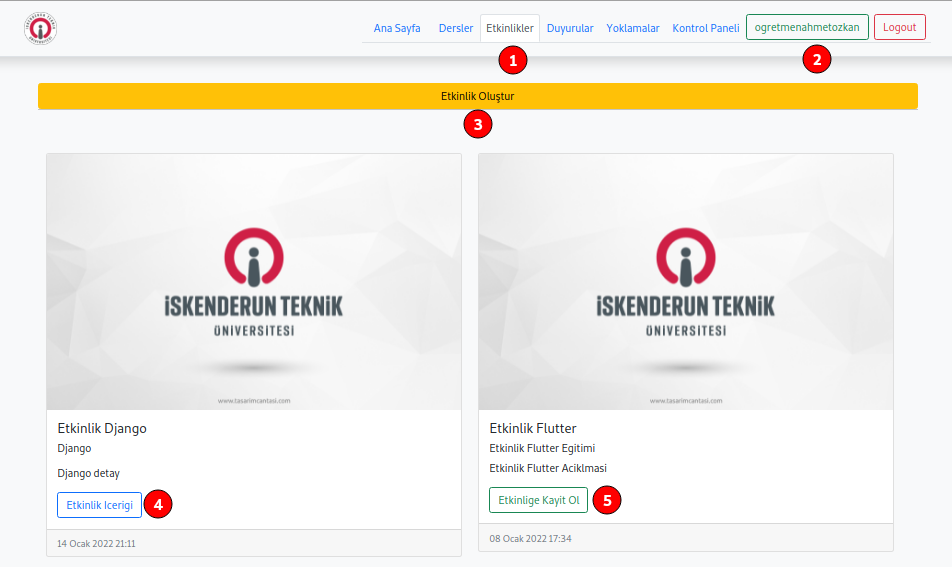 Ana Sayfa Dersler Etkinlikler Duyurular Yoklamalar Kontrol Paneli ogretmenahmetozkan Logout
1
2
Etkinlik Oluştur
3
İSKENDERUN TEKNİK
ÜNİVERSİTESİ
www.tasarimcantasi.com
Etkinlik Django
Django
Django detay
Etkinlik Icerigi
4
14 Ocak 2022 21:11
İSKENDERUN TEKNİK
ÜNİVERSİTESİ
www.tasarimcantasi.com
Etkinlik Flutter
Etkinlik Flutter Egitimi
Etkinlik Flutter Aciklmasi
Etkinlige Kayit Ol
5
08 Ocak 2022 17:34